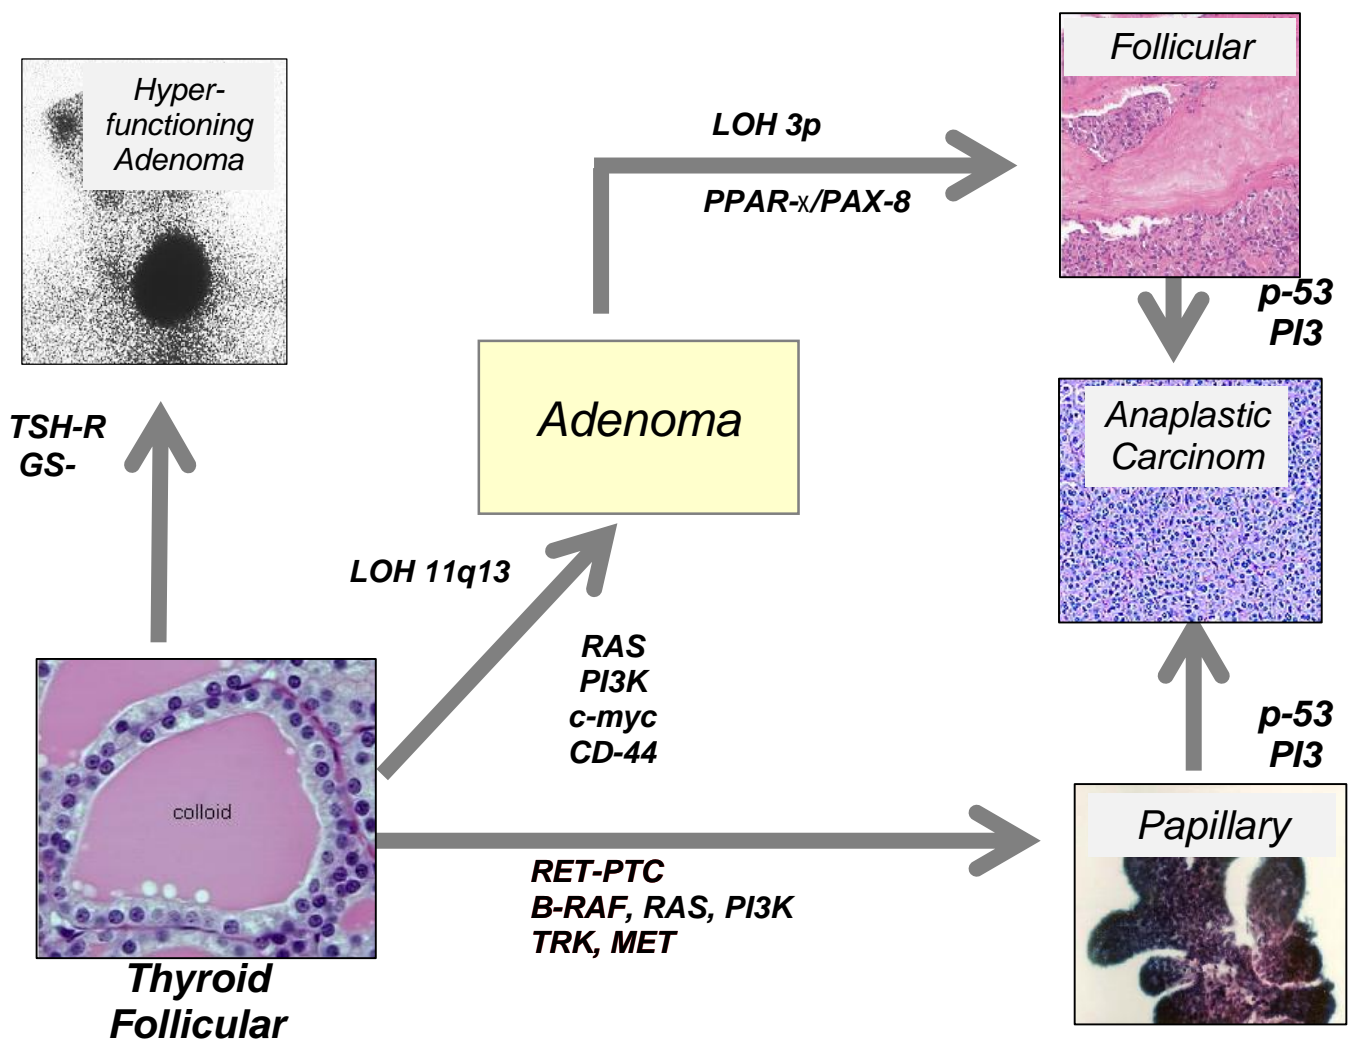 Follicular
Hyper-
functioning
Adenoma
LOH 3p
PPAR-χ/PAX-8
p-53
PI3
Anaplastic
Carcinom
Adenoma
TSH-R
GS-
LOH 11q13
RAS
PI3K
c-myc
CD-44
p-53
PI3
colloid
Papillary
RET-PTC
B-RAF, RAS, PI3K
TRK, MET
Thyroid
Follicular